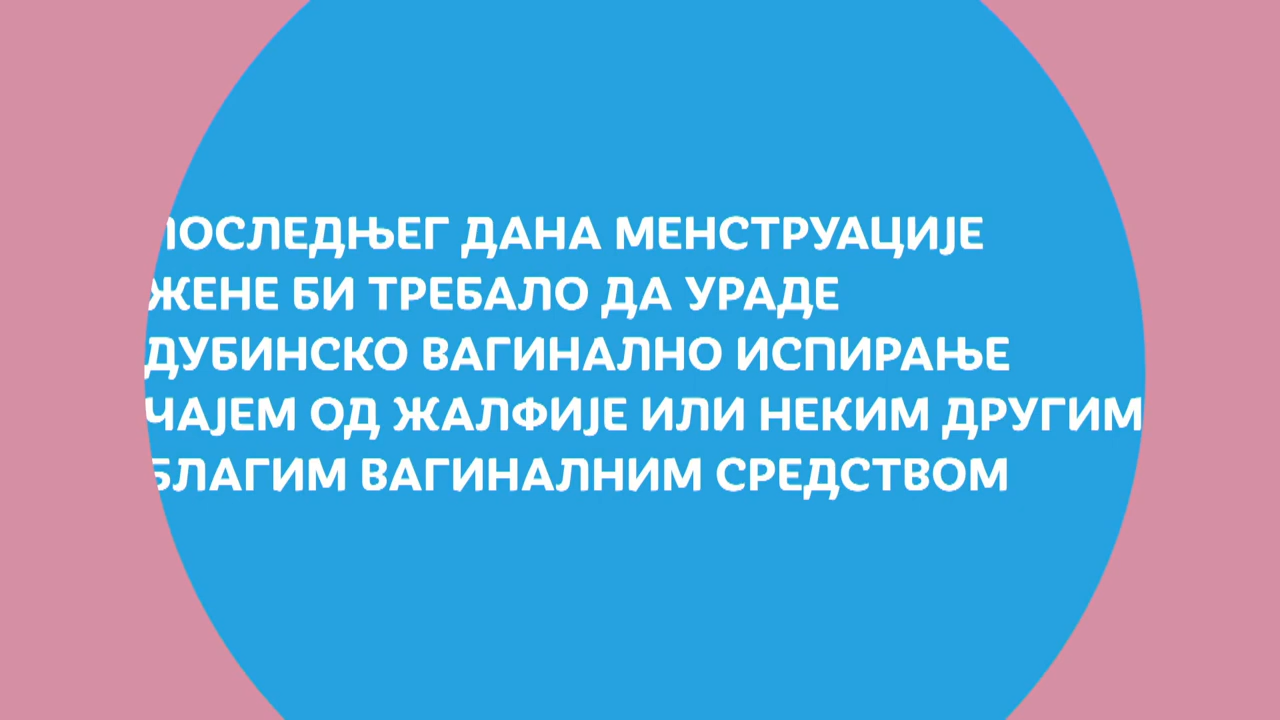 ПОСЛЕДЊЕГ ДАНА МЕНСТРУАЦИЈЕ
ЖЕНЕ БИ ТРЕБАЛО ДА УРАДЕ
ДУБИНСКО ВАГИНАЛНО ИСПИРАЊЕ
ЧАЈЕМ ОД ЖАЛФИЈЕ ИЛИ НЕКИМ ДРУГИМ
БЛАГИМ ВАГИНАЛНИМ СРЕДСТВОМ